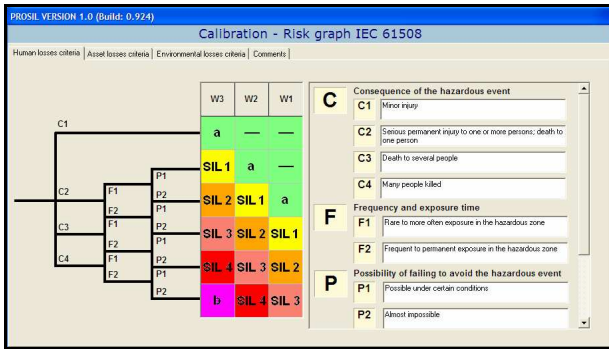 PROSIL VERSION 1.0 (Build: 0.924)
Calibration - Risk graph IEC 61508
Human losses criteria Asset losses criteria Environmental losses criteria Comments
W3 W2 W1
C1
a — —
P1
SIL 1 a —
C2 F1 P2
SIL 2 SIL 1 a
F2 P1
C3 F1 P2
SIL 3 SIL 2 SIL 1
F2 P1
C4 F1 P2
SIL 4 SIL 3 SIL 2
F2 P1
P2
b SIL 4 SIL 3
C Consequence of the hazardous event
C1 Minor injury
C2 Serious permanent injury to one or more persons; death to
one person
C3 Death to several people
C4 Many people killed
F Frequency and exposure time
F1 Rare to more often exposure in the hazardous zone
F2 Frequent to permanent exposure in the hazardous zone
P Possibility of failing to avoid the hazardous event
P1 Possible under certain conditions
P2 Almost impossible